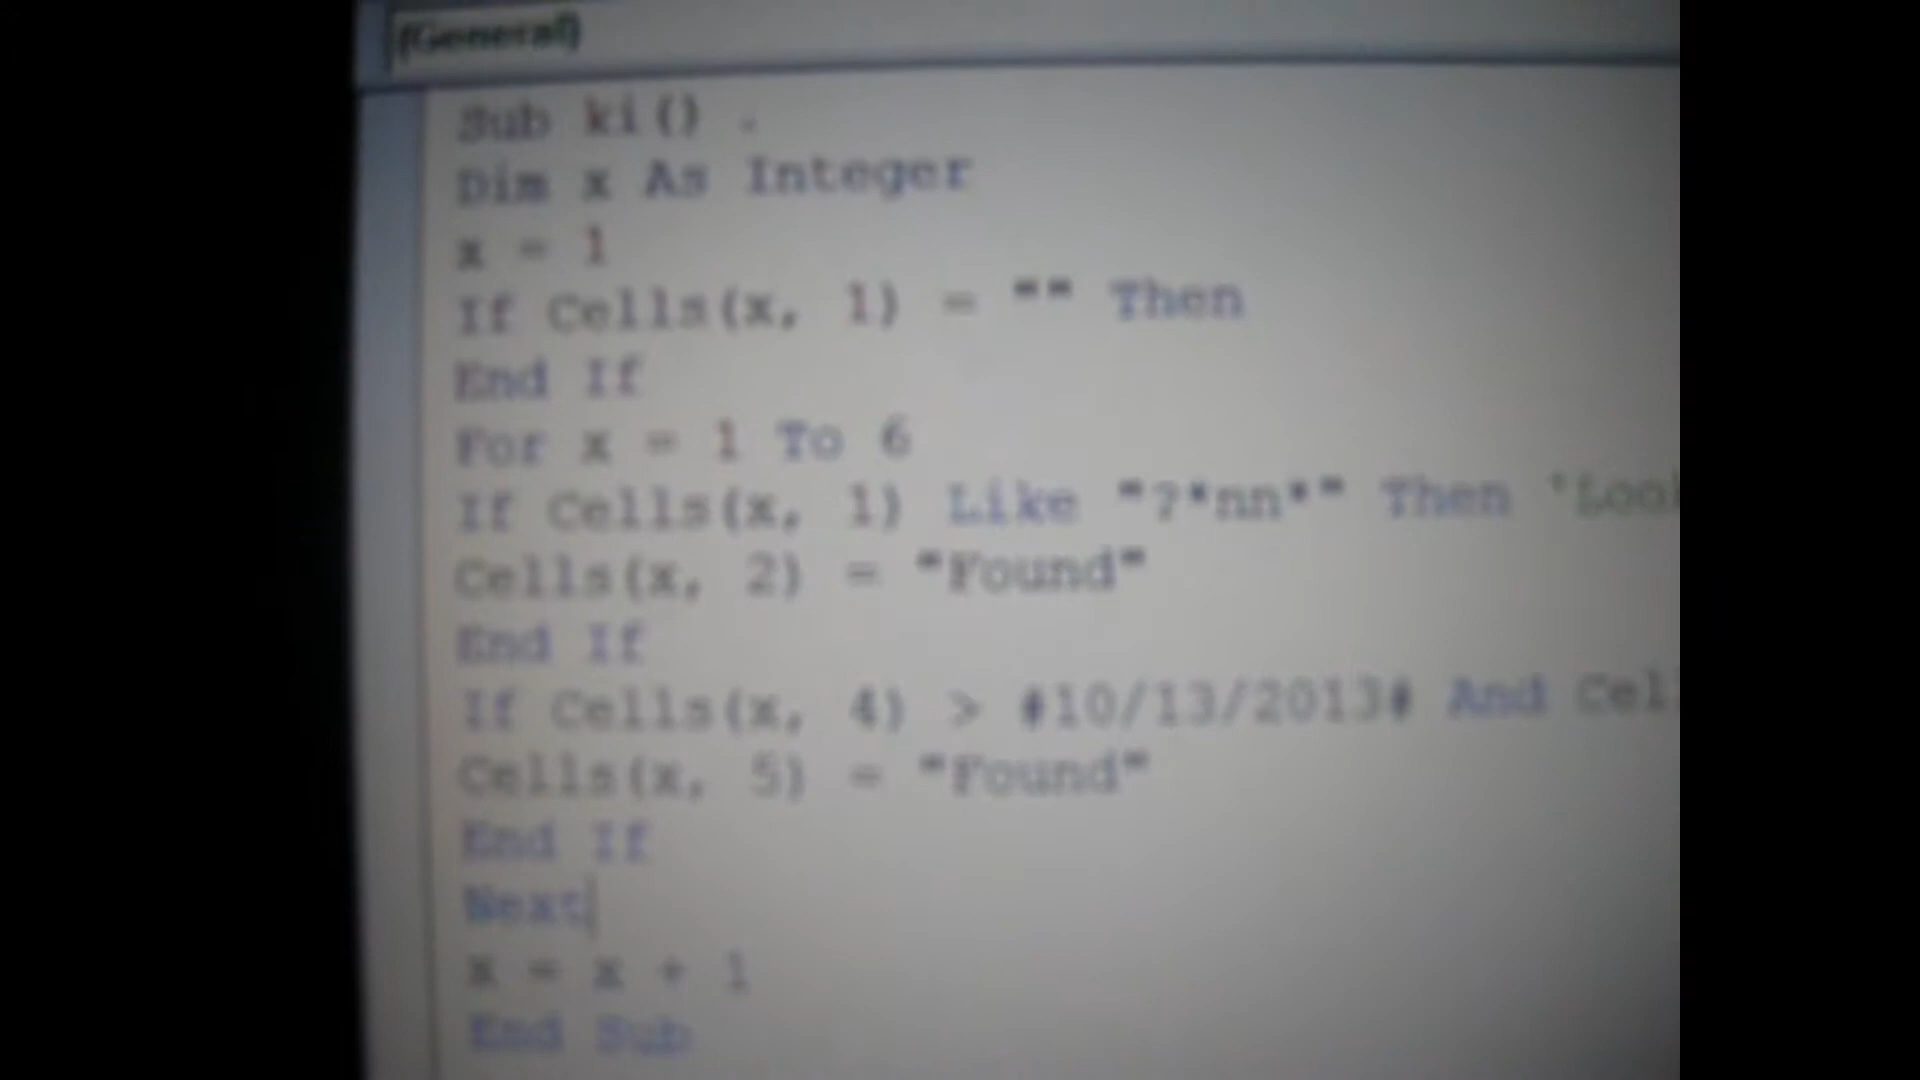 (General)
Sub ki()
Dim x As Integer
x = 1
If Cells(x, 1) = "" Then
End If
For x = 1 To 6
If Cells(x, 1) Like "?*nn*" Then 'Look
Cells(x, 2) = "Found"
End If
If Cells(x, 4) > #10/13/2013# And Cel
Cells(x, 5) = "Found"
End If
Next
x = x + 1
End Sub